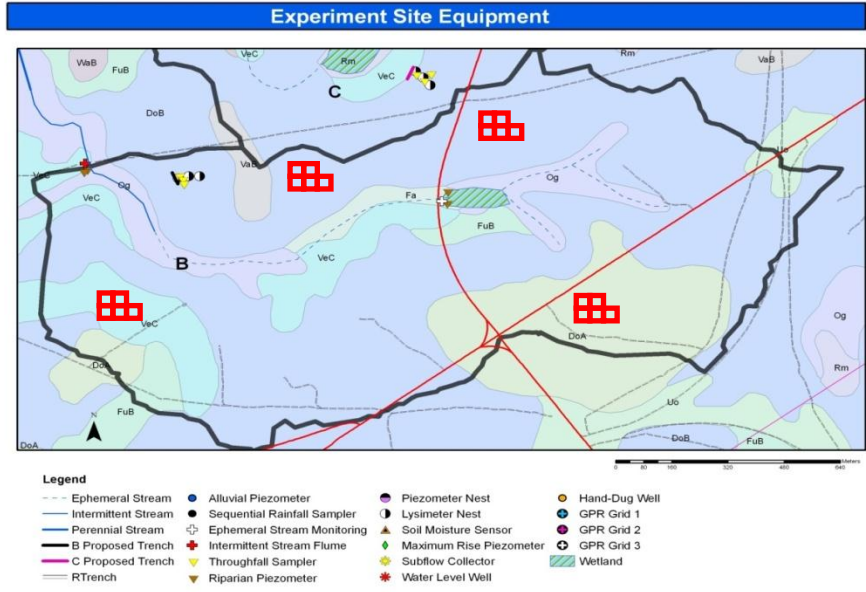 Experiment Site Equipment
WaB
FuB
VeC
Rm
VeC
Rm
VaB
C
DoB
VaB
Uo
VeC
Og
VeC
Fa
Og
FuB
B
VeC
VeC
DoA
DoA
Og
Rm
FuB
Uo
DoB
FuB
DoA
N
Meters
0 80 160 320 480 640
Legend
Ephemeral Stream
Intermittent Stream
Perennial Stream
B Proposed Trench
C Proposed Trench
RTrench
Alluvial Piezometer
Sequential Rainfall Sampler
Ephemeral Stream Monitoring
Intermittent Stream Flume
Throughfall Sampler
Riparian Piezometer
Piezometer Nest
Lysimeter Nest
Soil Moisture Sensor
Maximum Rise Piezometer
Subflow Collector
Water Level Well
Hand-Dug Well
GPR Grid 1
GPR Grid 2
GPR Grid 3
Wetland